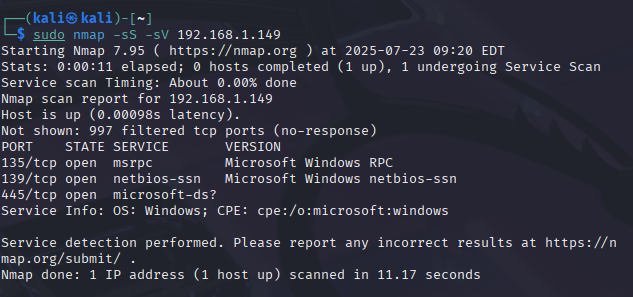 ┌──(kali㉿kali)-[~]
└─$ sudo nmap -sS -sV 192.168.1.149
Starting Nmap 7.95 ( https://nmap.org ) at 2025-07-23 09:20 EDT
Stats: 0:00:11 elapsed; 0 hosts completed (1 up), 1 undergoing Service Scan
Service scan Timing: About 0.00% done
Nmap scan report for 192.168.1.149
Host is up (0.00098s latency).
Not shown: 997 filtered tcp ports (no-response)
PORT    STATE SERVICE       VERSION
135/tcp open  msrpc         Microsoft Windows RPC
139/tcp open  netbios-ssn   Microsoft Windows netbios-ssn
445/tcp open  microsoft-ds?
Service Info: OS: Windows; CPE: cpe:/o:microsoft:windows

Service detection performed. Please report any incorrect results at https://n
map.org/submit/ .
Nmap done: 1 IP address (1 host up) scanned in 11.17 seconds